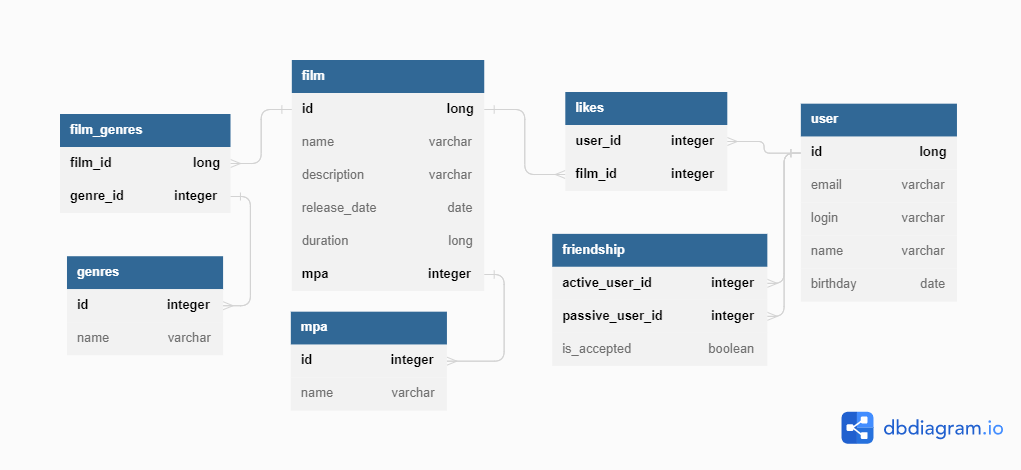 film_genres
film_id long
genre_id integer
genres
id integer
name varchar
film
id long
name varchar
description varchar
release_date date
duration long
mpa integer
mpa
id integer
name varchar
likes
user_id integer
film_id integer
friendship
active_user_id integer
passive_user_id integer
is_accepted boolean
user
id long
email varchar
login varchar
name varchar
birthday date
dbdiagram.io